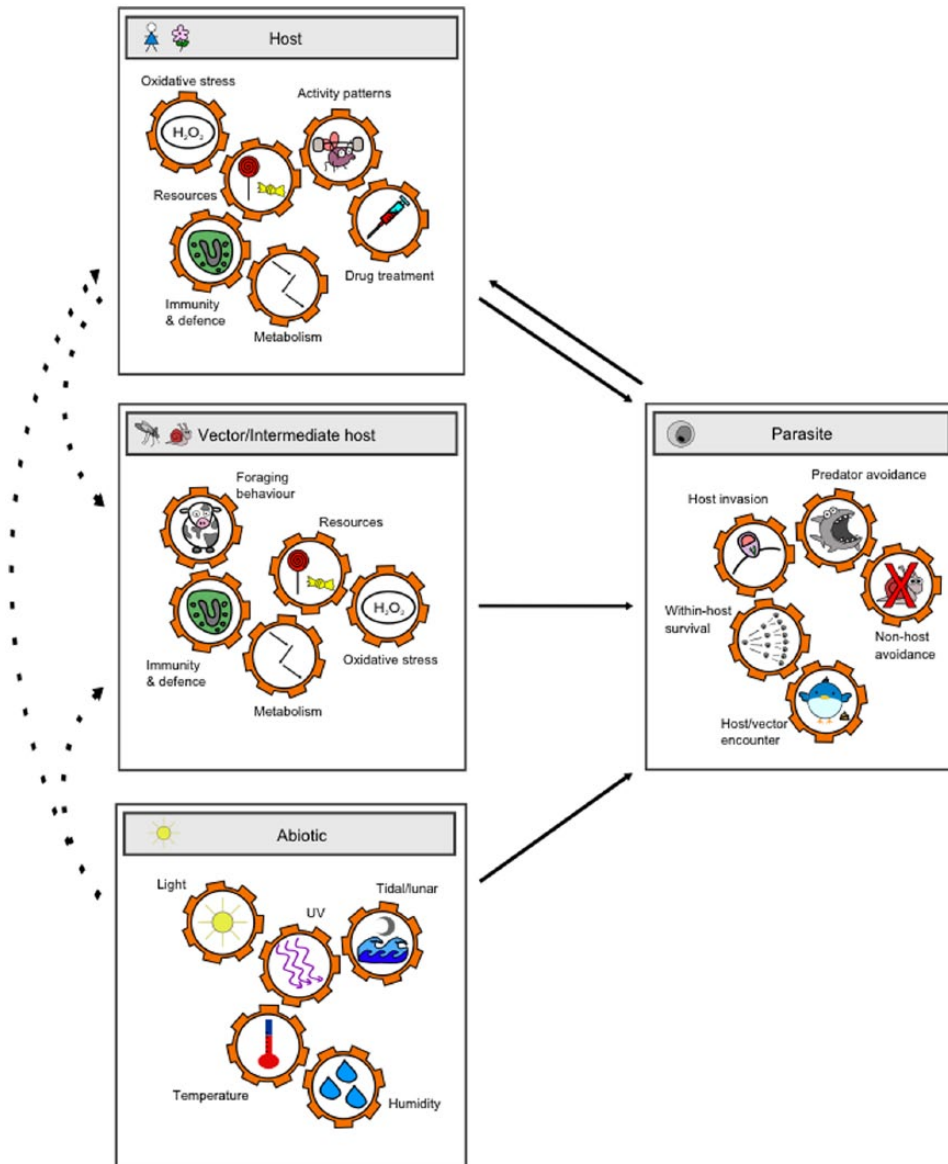 Host
Oxidative stress
H₂O₂
Activity patterns
Resources
Drug treatment
Immunity
& defence
Metabolism
Vector/Intermediate host
Foraging
behaviour
Resources
Immunity
& defence
H₂O₂
Oxidative stress
Metabolism
Parasite
Predator avoidance
Host invasion
Within-host
survival
Non-host
avoidance
Host/vector
encounter
Abiotic
Light
UV
Tidal/lunar
Temperature
Humidity